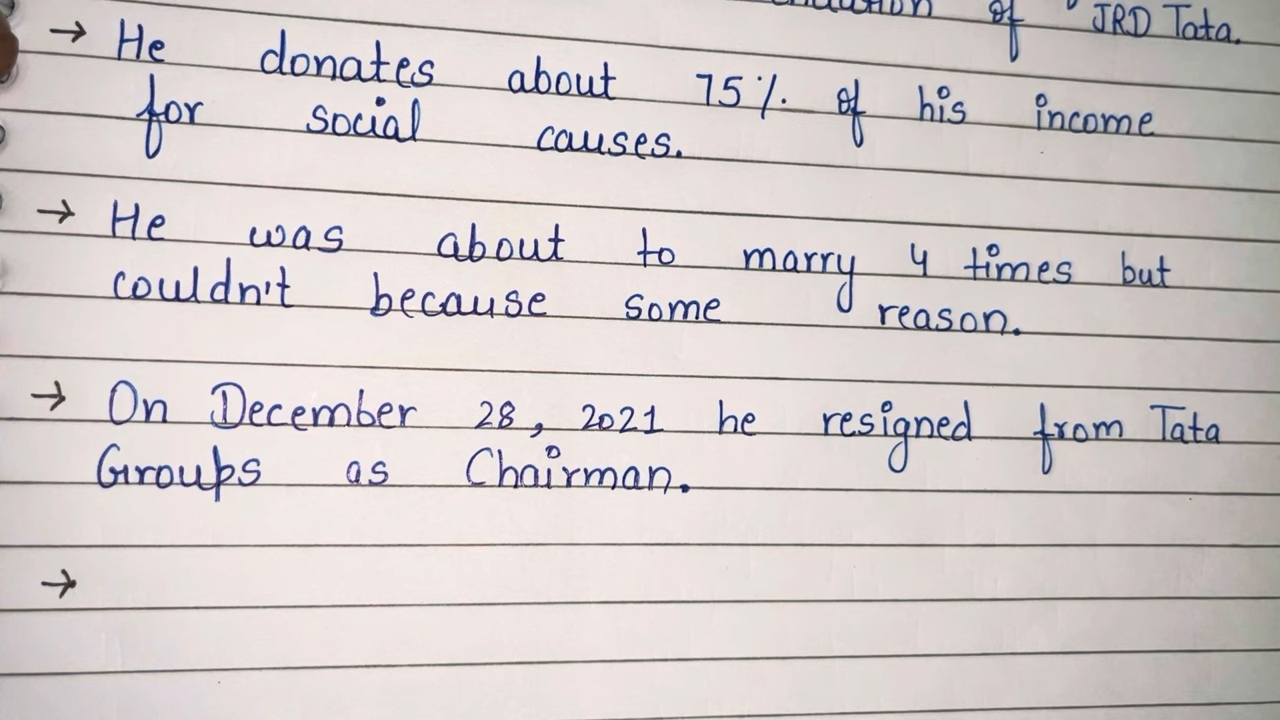 of JRD Tata.
→ He donates about 75% of his income
for social causes.
→ He was about to marry 4 times but
couldn't because some reason.
→ On December 28, 2021 he resigned from Tata
Groups as Chairman.
→